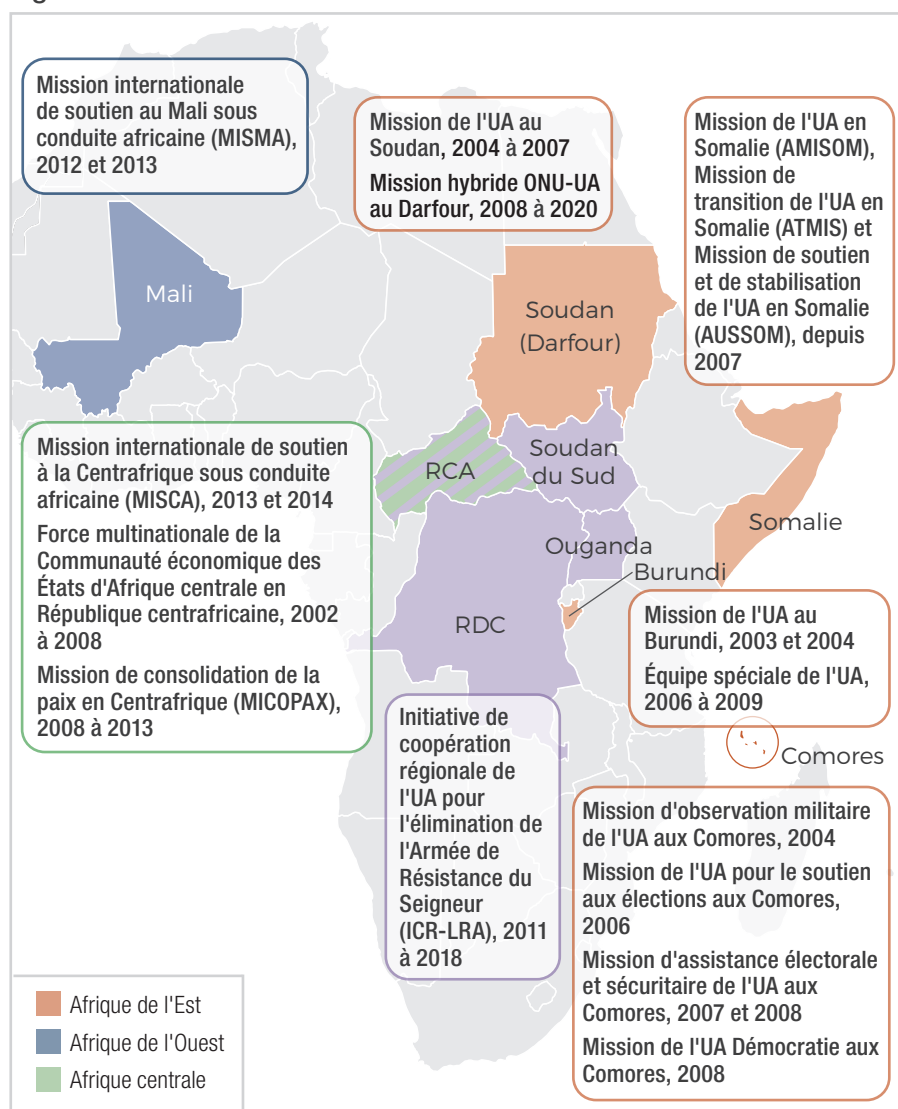 Mission internationale
de soutien au Mali sous
conduite africaine (MISMA),
2012 et 2013
Mission de l'UA au
Soudan, 2004 à 2007
Mission hybride ONU-UA
au Darfour, 2008 à 2020
Mission de l'UA en
Somalie (AMISOM),
Mission de
transition de l'UA en
Somalie (ATMIS) et
Mission de soutien
et de stabilisation
de l'UA en Somalie
(AUSSOM), depuis
2007
Mali
Soudan
(Darfour)
Mission internationale de soutien
à la Centrafrique sous conduite
africaine (MISCA), 2013 et 2014
Force multinationale de la
Communauté économique des
États d'Afrique centrale en
République centrafricaine, 2002
à 2008
Mission de consolidation de la
paix en Centrafrique (MICOPAX),
2008 à 2013
RCA
Soudan
du Sud
Somalie
Ouganda
Burundi
RDC
Mission de l'UA au
Burundi, 2003 et 2004
Équipe spéciale de l'UA,
2006 à 2009
Initiative de
coopération
régionale de
l'UA pour
l'élimination de
l'Armée de
Résistance du
Seigneur
(ICR-LRA), 2011
à 2018
Comores
Mission d'observation militaire
de l'UA aux Comores, 2004
Mission de l'UA pour le soutien
aux élections aux Comores,
2006
Mission d'assistance électorale
et sécuritaire de l'UA aux
Comores, 2007 et 2008
Mission de l'UA Démocratie aux
Comores, 2008
Afrique de l'Est
Afrique de l'Ouest
Afrique centrale